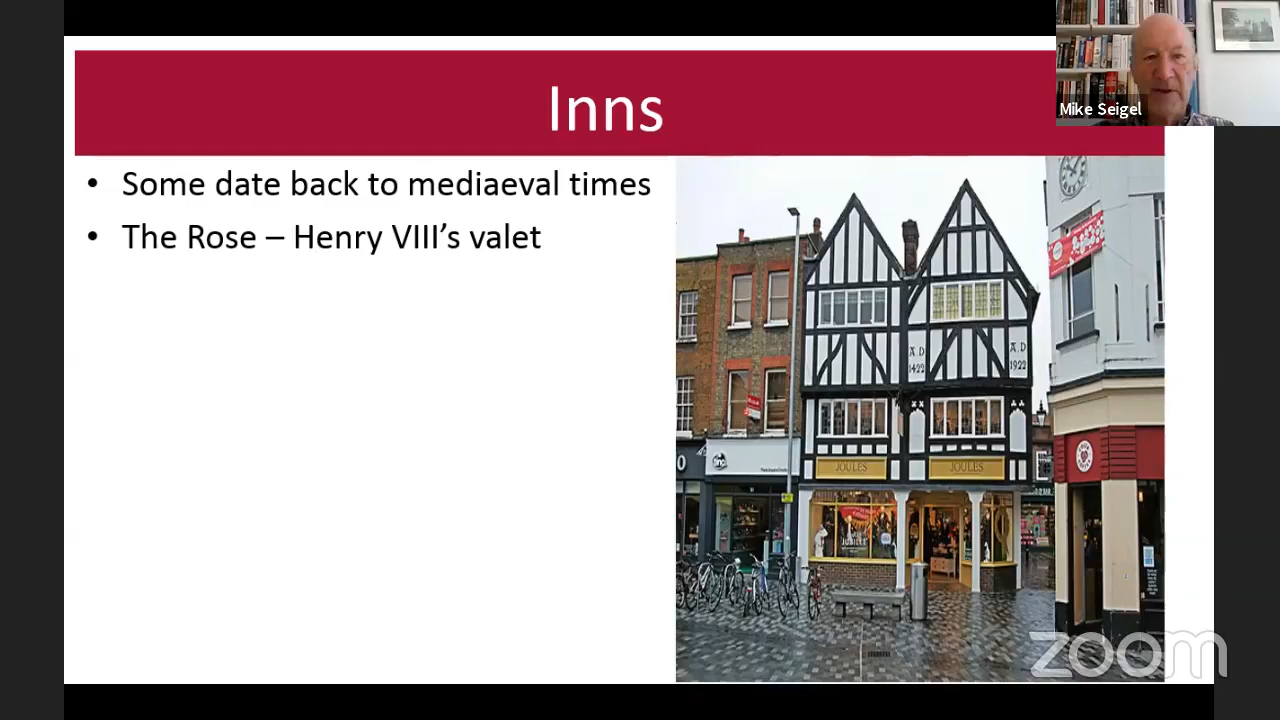 Inns
Mike Seigel
• Some date back to mediaeval times
• The Rose – Henry VIII’s valet
A.D
1422
A.D
1922
JOULES
JOULES
JUBILEE
zoom